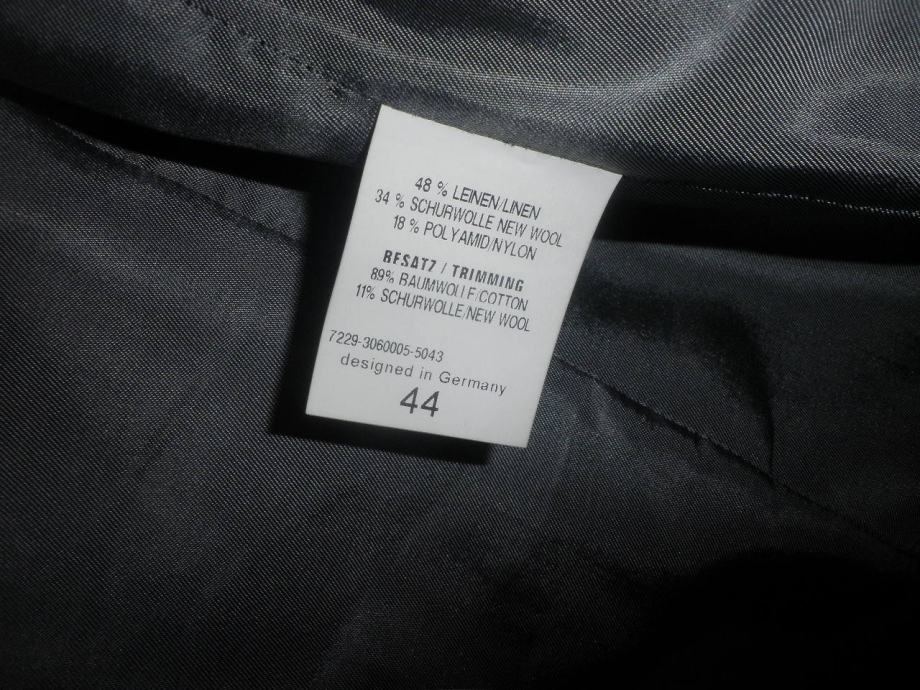 48 % LEINEN/LINEN
34 % SCHURWOLLE NEW WOOL
18 % POLYAMID/NYLON
BESATZ / TRIMMING
89% BAUMWOLLE/COTTON
11% SCHURWOLLE/NEW WOOL
7229-3060005-5043
designed in Germany
44